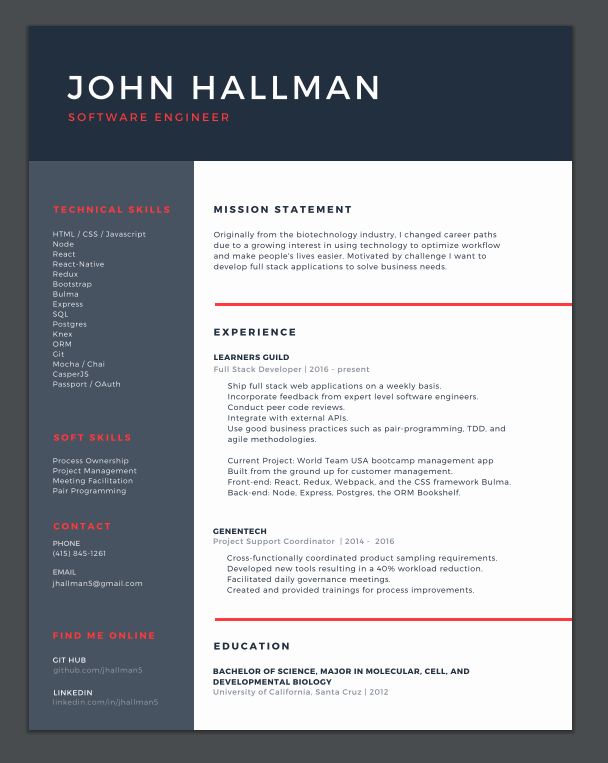 JOHN HALLMAN
SOFTWARE ENGINEER
TECHNICAL SKILLS
HTML / CSS / Javascript
Node
React
React-Native
Redux
Bootstrap
Bulma
Express
SQL
Postgres
Knex
ORM
Git
Mocha / Chai
CasperJS
Passport / OAuth
SOFT SKILLS
Process Ownership
Project Management
Meeting Facilitation
Pair Programming
CONTACT
PHONE
(415) 845-1261
EMAIL
jhallman5@gmail.com
FIND ME ONLINE
GIT HUB
github.com/jhallman5
LINKEDIN
linkedin.com/in/jhallman5
MISSION STATEMENT
Originally from the biotechnology industry, I changed career paths
due to a growing interest in using technology to optimize workflow
and make people's lives easier. Motivated by challenge I want to
develop full stack applications to solve business needs.
EXPERIENCE
LEARNERS GUILD
Full Stack Developer | 2016 - present
Ship full stack web applications on a weekly basis.
Incorporate feedback from expert level software engineers.
Conduct peer code reviews.
Integrate with external APIs.
Use good business practices such as pair-programming, TDD, and
agile methodologies.
Current Project: World Team USA bootcamp management app
Built from the ground up for customer management.
Front-end: React, Redux, Webpack, and the CSS framework Bulma.
Back-end: Node, Express, Postgres, the ORM Bookshelf.
GENENTECH
Project Support Coordinator | 2014 - 2016
Cross-functionally coordinated product sampling requirements.
Developed new tools resulting in a 40% workload reduction.
Facilitated daily governance meetings.
Created and provided trainings for process improvements.
EDUCATION
BACHELOR OF SCIENCE, MAJOR IN MOLECULAR, CELL, AND
DEVELOPMENTAL BIOLOGY
University of California, Santa Cruz | 2012